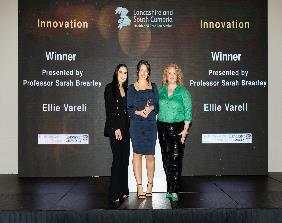 Lancashire and
South Cumbria
Innovation
Innovation
Winner
Presented by
Professor Sarah Brearley
Ellie Vareli
Winner
Presented by
Professor Sarah Brearley
Ellie Vareli